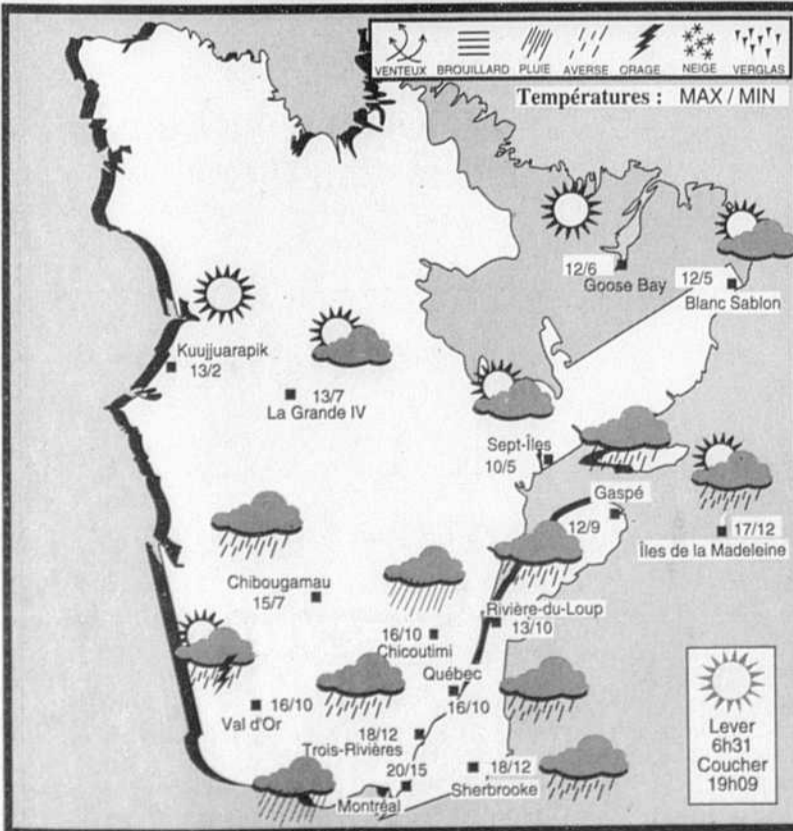 VENTEUX BROUILLARD PLUIE AVERSE ORAGE NEIGE VERGLAS
Températures : MAX / MIN
12/6
Goose Bay
12/5
Blanc Sablon
Kuujjuarapik
13/2
13/7
La Grande IV
Sept-Îles
10/5
Gaspé
12/9
17/12
Îles de la Madeleine
Chibougamau
15/7
Rivière-du-Loup
13/10
16/10
Chicoutimi
Québec
16/10
16/10
Val d'Or
18/12
Trois-Rivières
20/15
Montréal
18/12
Sherbrooke
Lever
6h31
Coucher
19h09